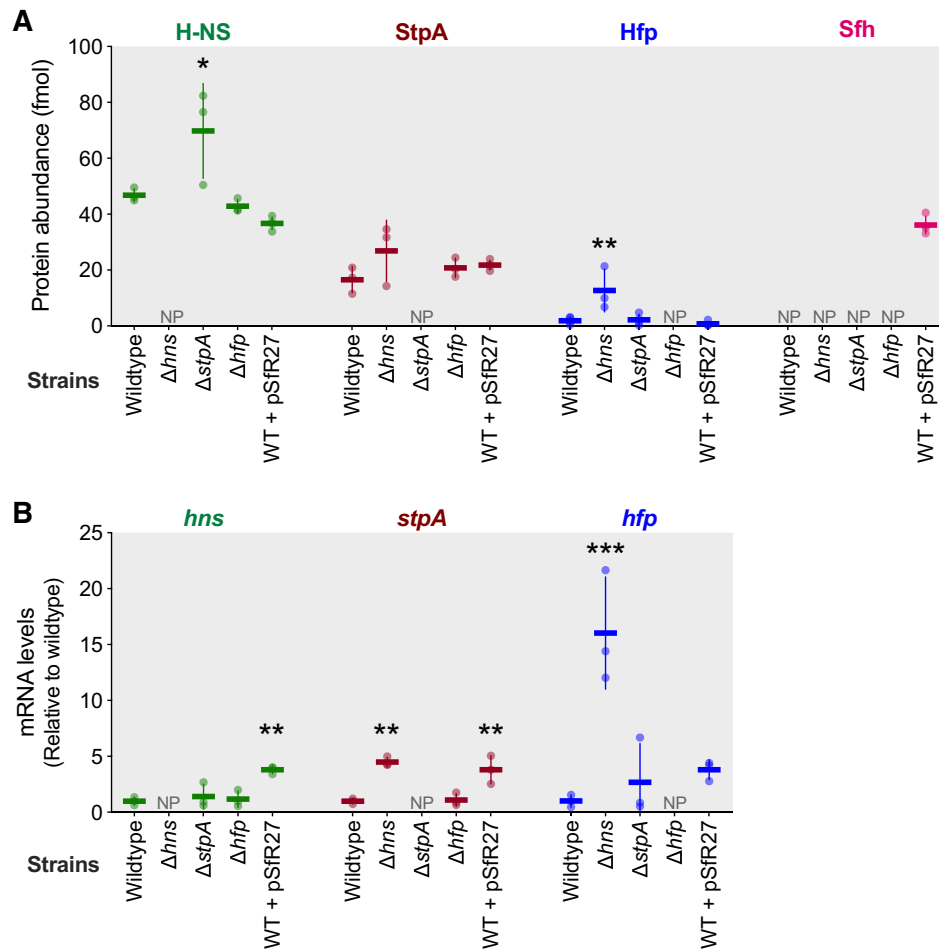 A
H-NS StpA Hfp Sfh
Protein abundance (fmol)
100
80
60
40
20
0
*
**
NP NP NP NP NP NP NP
Strains
Wildtype Δhns ΔstpA Δhfp WT + pSfR27 Wildtype Δhns ΔstpA Δhfp WT + pSfR27 Wildtype Δhns ΔstpA Δhfp WT + pSfR27 Wildtype Δhns ΔstpA Δhfp WT + pSfR27
B
hns stpA hfp
mRNA levels
(Relative to wildtype)
25
20
15
10
5
0
***
** ** **
NP NP NP
Strains
Wildtype Δhns ΔstpA Δhfp WT + pSfR27 Wildtype Δhns ΔstpA Δhfp WT + pSfR27 Wildtype Δhns ΔstpA Δhfp WT + pSfR27